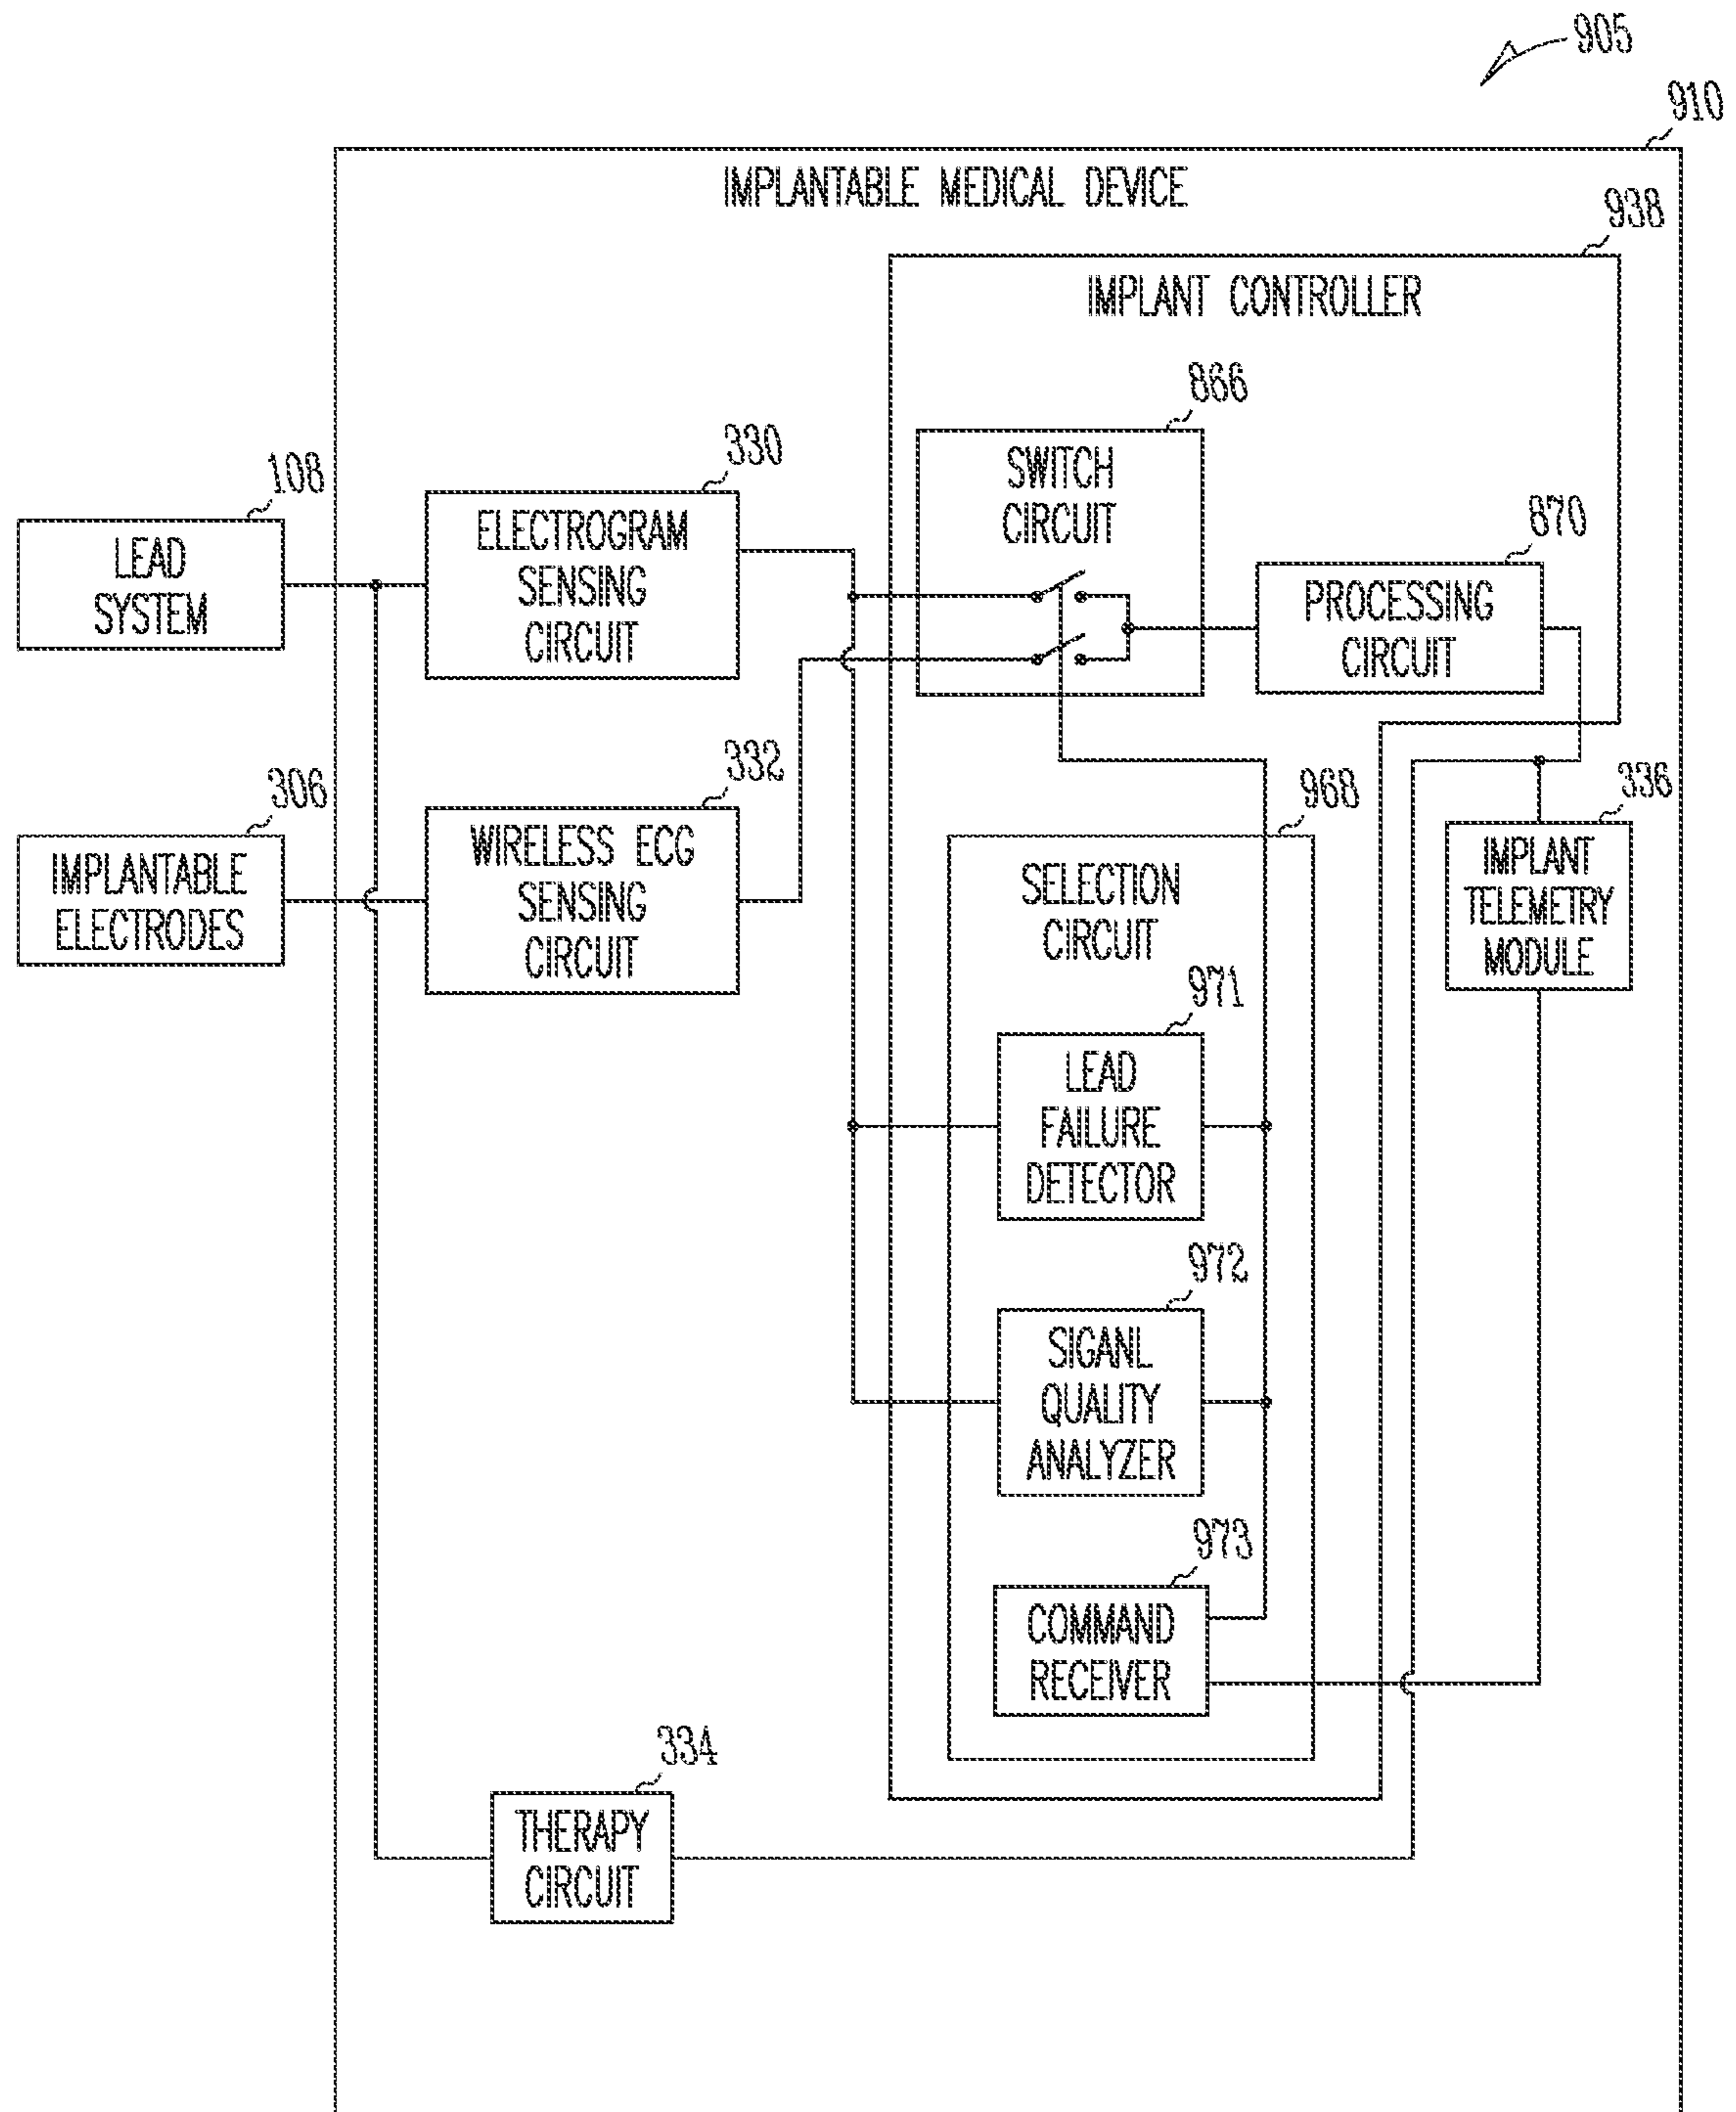 905
910
IMPLANTABLE MEDICAL DEVICE
938
IMPLANT CONTROLLER
866
SWITCH
CIRCUIT
330
ELECTROGRAM
SENSING
CIRCUIT
108
LEAD
SYSTEM
870
PROCESSING
CIRCUIT
332
WIRELESS ECG
SENSING
CIRCUIT
306
IMPLANTABLE
ELECTRODES
968
SELECTION
CIRCUIT
336
IMPLANT
TELEMETRY
MODULE
971
LEAD
FAILURE
DETECTOR
972
SIGANL
QUALITY
ANALYZER
973
COMMAND
RECEIVER
334
THERAPY
CIRCUIT